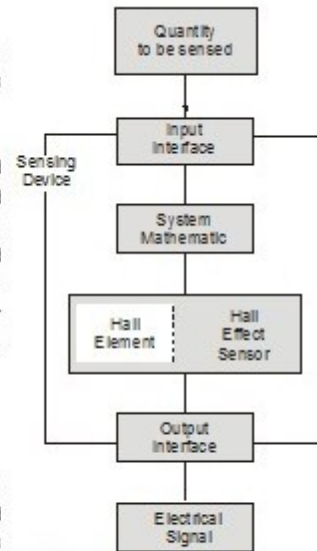 Quantity
to be sensed
Input
Interface
Sensing
Device
System
Mathematic
Hall
Element
Hall
Effect
Sensor
Output
Interface
Electrical
Signal